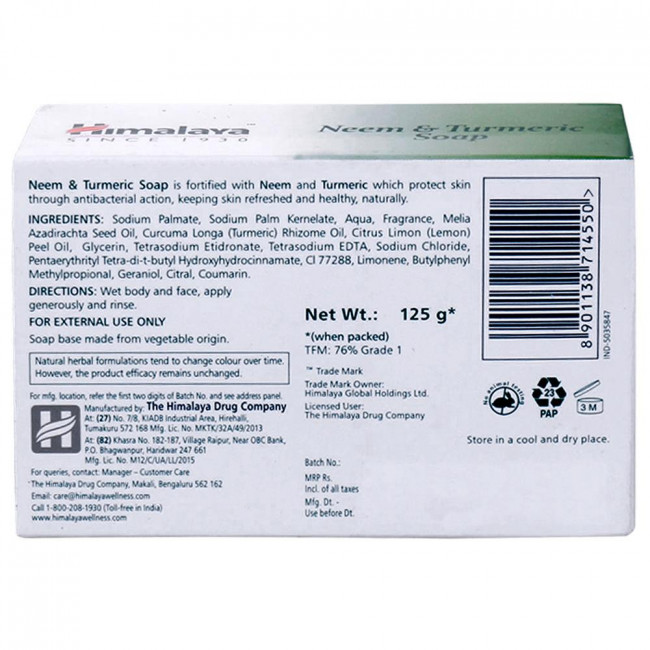 Himalaya™
SINCE 1930
Neem & Turmeric
Soap
Neem & Turmeric Soap is fortified with Neem and Turmeric which protect skin
through antibacterial action, keeping skin refreshed and healthy, naturally.
INGREDIENTS: Sodium Palmate, Sodium Palm Kernelate, Aqua, Fragrance, Melia
Azadirachta Seed Oil, Curcuma Longa (Turmeric) Rhizome Oil, Citrus Limon (Lemon)
Peel Oil, Glycerin, Tetrasodium Etidronate, Tetrasodium EDTA, Sodium Chloride,
Pentaerythrityl Tetra-di-t-butyl Hydroxyhydrocinnamate, CI 77288, Limonene, Butylphenyl
Methylpropional, Geraniol, Citral, Coumarin.
DIRECTIONS: Wet body and face, apply
generously and rinse.
FOR EXTERNAL USE ONLY
Soap base made from vegetable origin.
Natural herbal formulations tend to change colour over time.
However, the product efficacy remains unchanged.
For mfg. location, refer the first two digits of Batch No. and see address panel.
Manufactured by: The Himalaya Drug Company
At: (27) No. 7/8, KIADB Industrial Area, Hirehalli,
Tumakuru 572 168 Mfg. Lic. No. MKTK/32A/49/2013
At: (82) Khasra No. 182-187, Village Raipur, Near OBC Bank,
P.O. Bhagwanpur, Haridwar 247 661
Mfg. Lic. No. M12/C/UA/LL/2015
For queries, contact: Manager – Customer Care
The Himalaya Drug Company, Makali, Bengaluru 562 162
Email: care@himalayawellness.com
Call 1-800-208-1930 (Toll-free in India)
www.himalayawellness.com
Net Wt.: 125 g*
*(when packed)
TFM: 76% Grade 1
™ Trade Mark
Trade Mark Owner:
Himalaya Global Holdings Ltd.
Licensed User:
The Himalaya Drug Company
Batch No.:
MRP Rs.
Incl. of all taxes
Mfg. Dt. -
Use before Dt.
8 901138 714550 >
IND-5035847
No animal testing
23
PAP
3 M
Store in a cool and dry place.